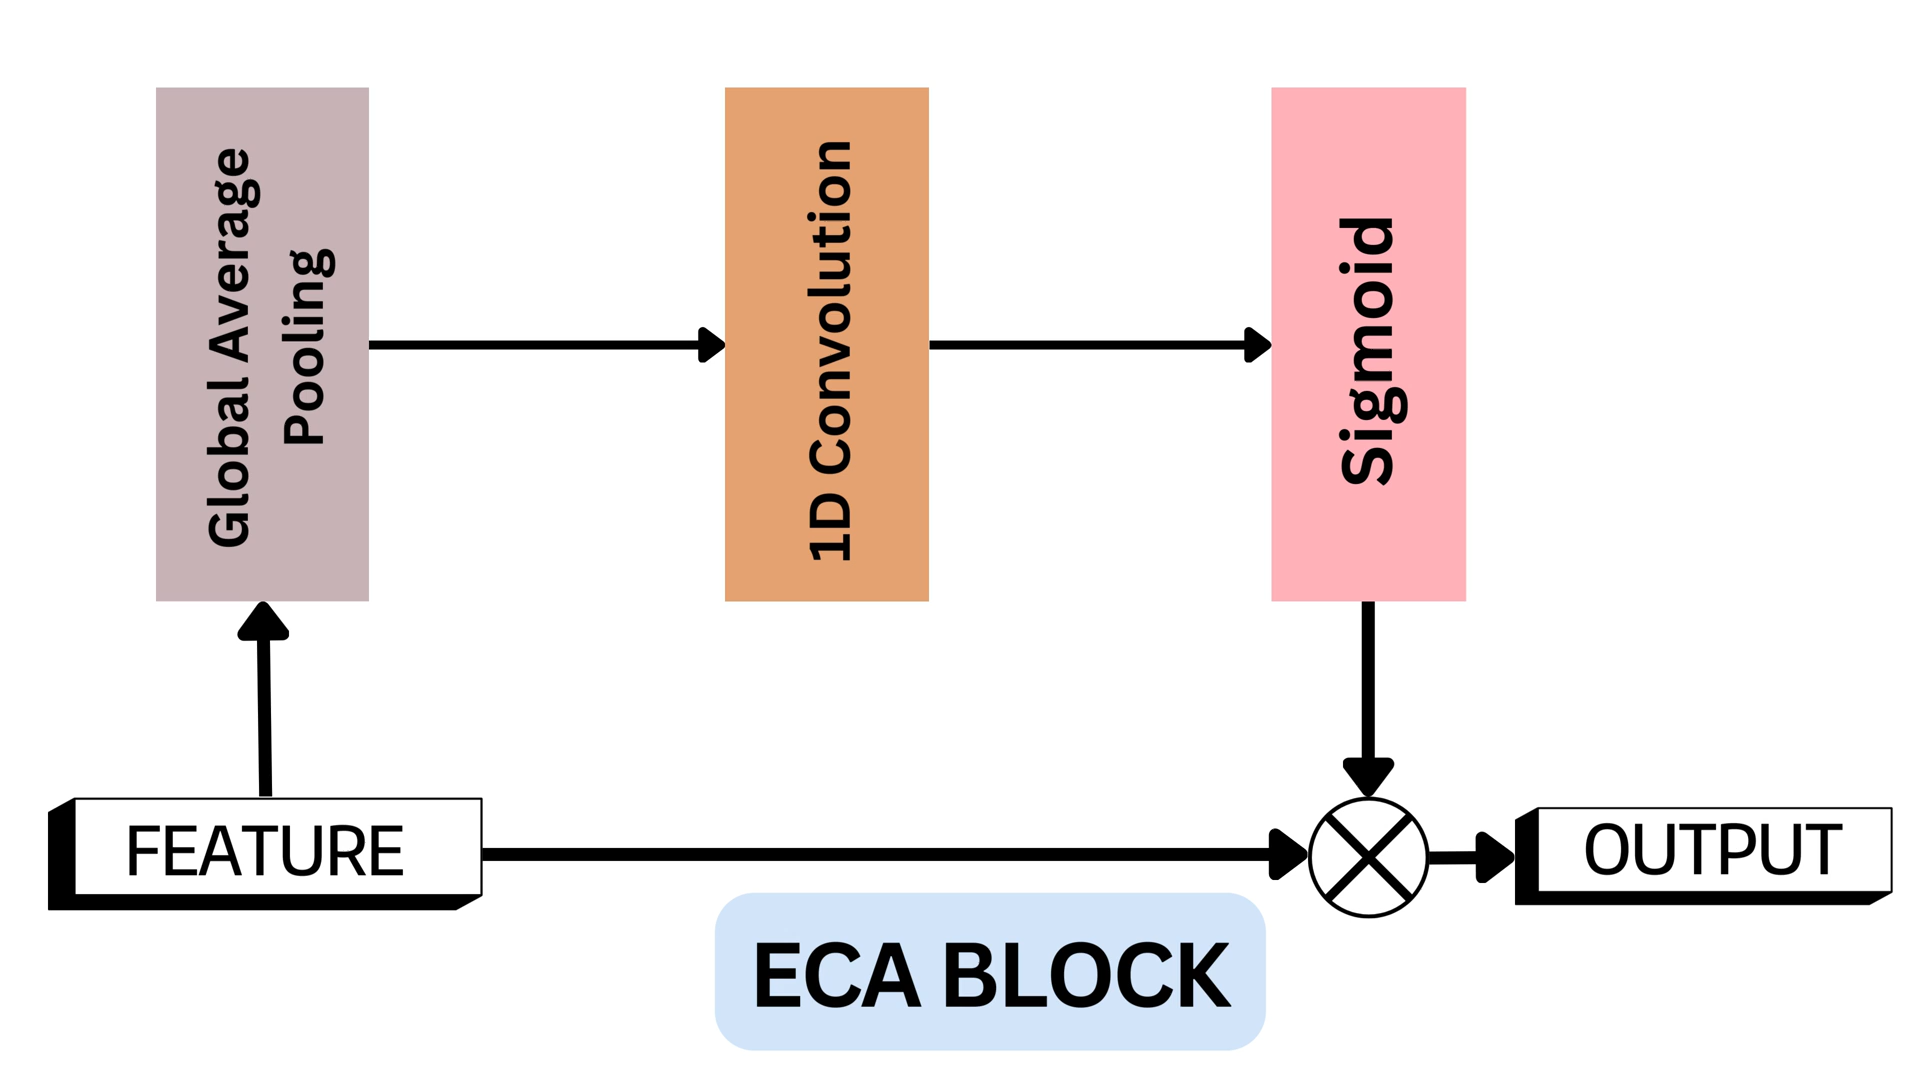 Global Average
Pooling
1D Convolution
Sigmoid
FEATURE
OUTPUT
ECA BLOCK